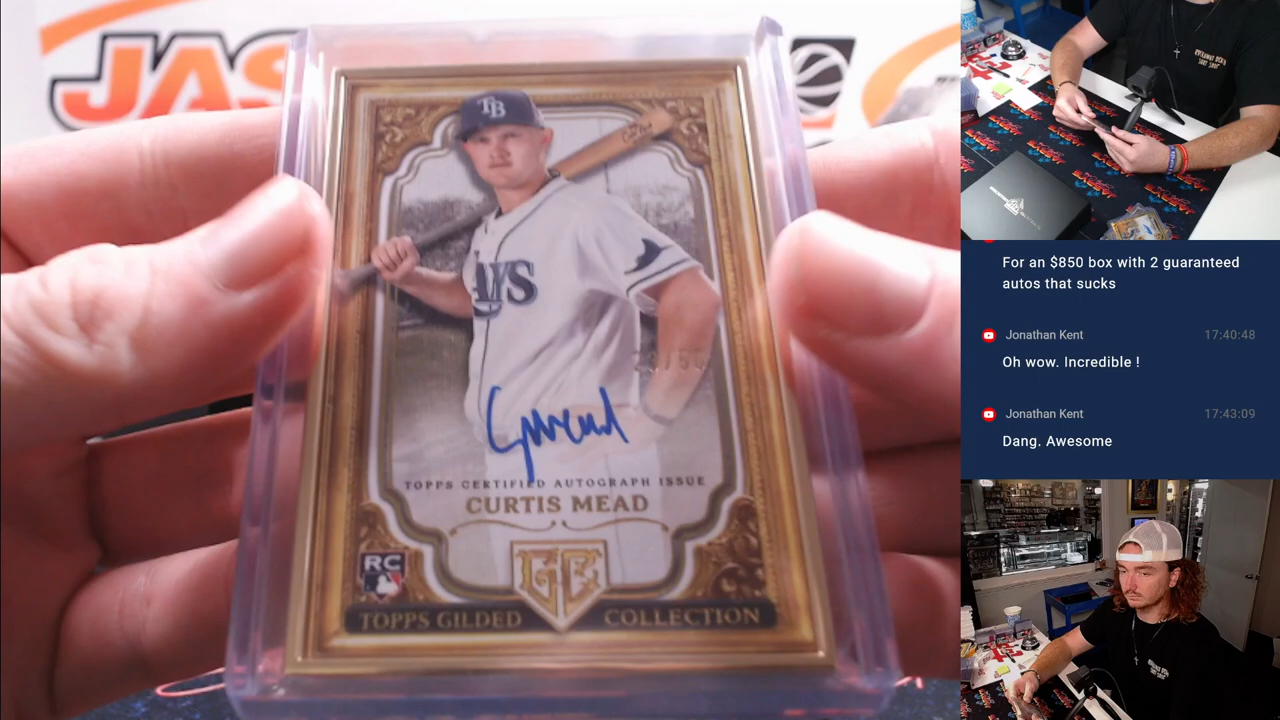 JAS
TB
AYS
TOPPS CERTIFIED AUTOGRAPH ISSUE
CURTIS MEAD
RC
GC
TOPPS GILDED COLLECTION
For an $850 box with 2 guaranteed
autos that sucks
Jonathan Kent 17:40:48
Oh wow. Incredible !
Jonathan Kent 17:43:09
Dang. Awesome